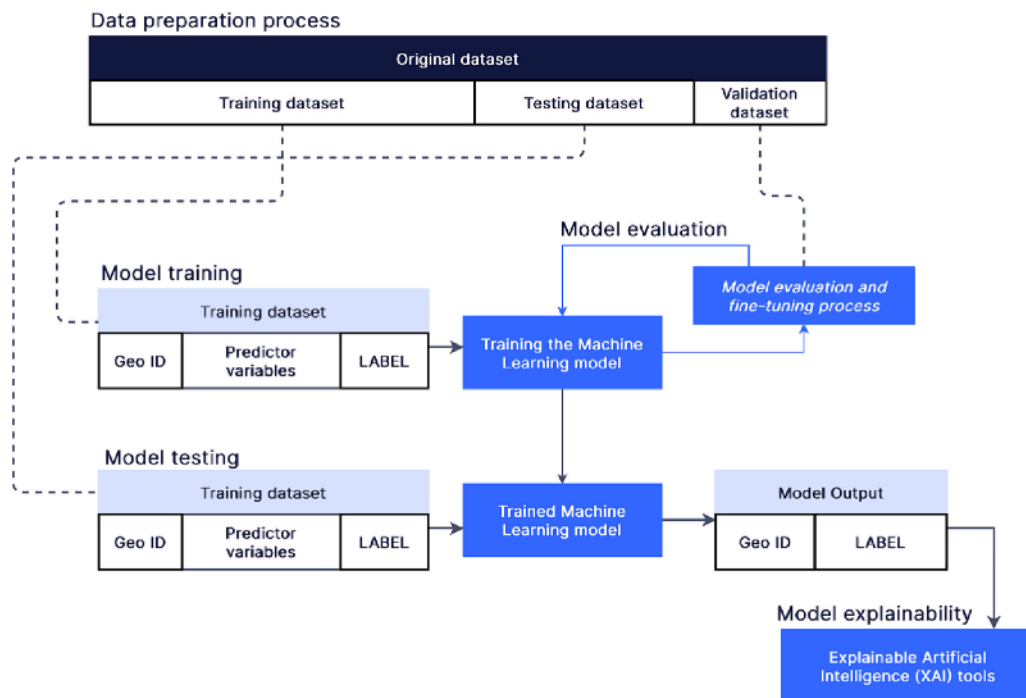 Data preparation process
Original dataset
Training dataset
Testing dataset
Validation
dataset
Model evaluation
Model training
Model evaluation and
fine-tuning process
Training dataset
Geo ID
Predictor
variables
LABEL
Training the Machine
Learning model
Model testing
Training dataset
Geo ID
Predictor
variables
LABEL
Trained Machine
Learning model
Model Output
Geo ID
LABEL
Model explainability
Explainable Artificial
Intelligence (XAI) tools